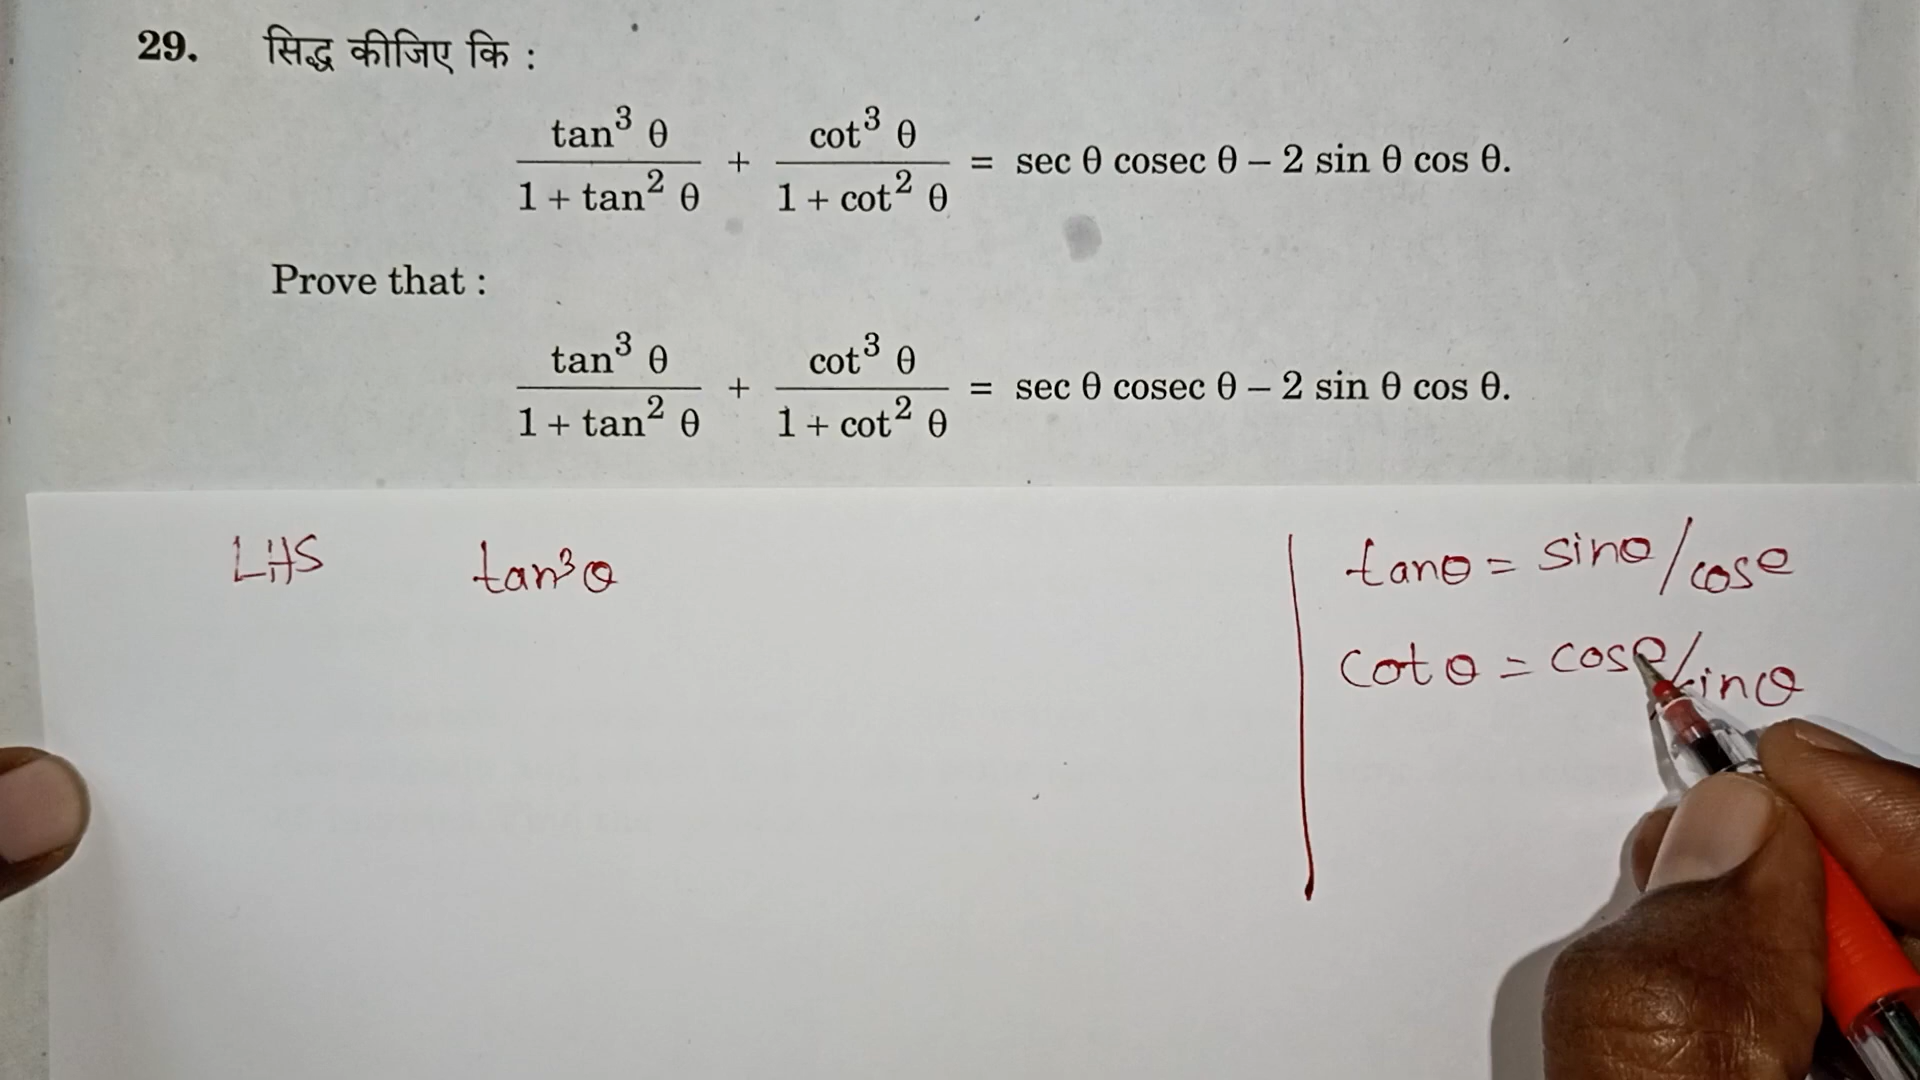 29. सिद्ध कीजिए कि :
tan³ θ / 1 + tan² θ + cot³ θ / 1 + cot² θ = sec θ cosec θ – 2 sin θ cos θ.
Prove that :
tan³ θ / 1 + tan² θ + cot³ θ / 1 + cot² θ = sec θ cosec θ – 2 sin θ cos θ.
LHS tan³θ
tanθ = sinθ/cosθ
cotθ = cosθ/sinθ